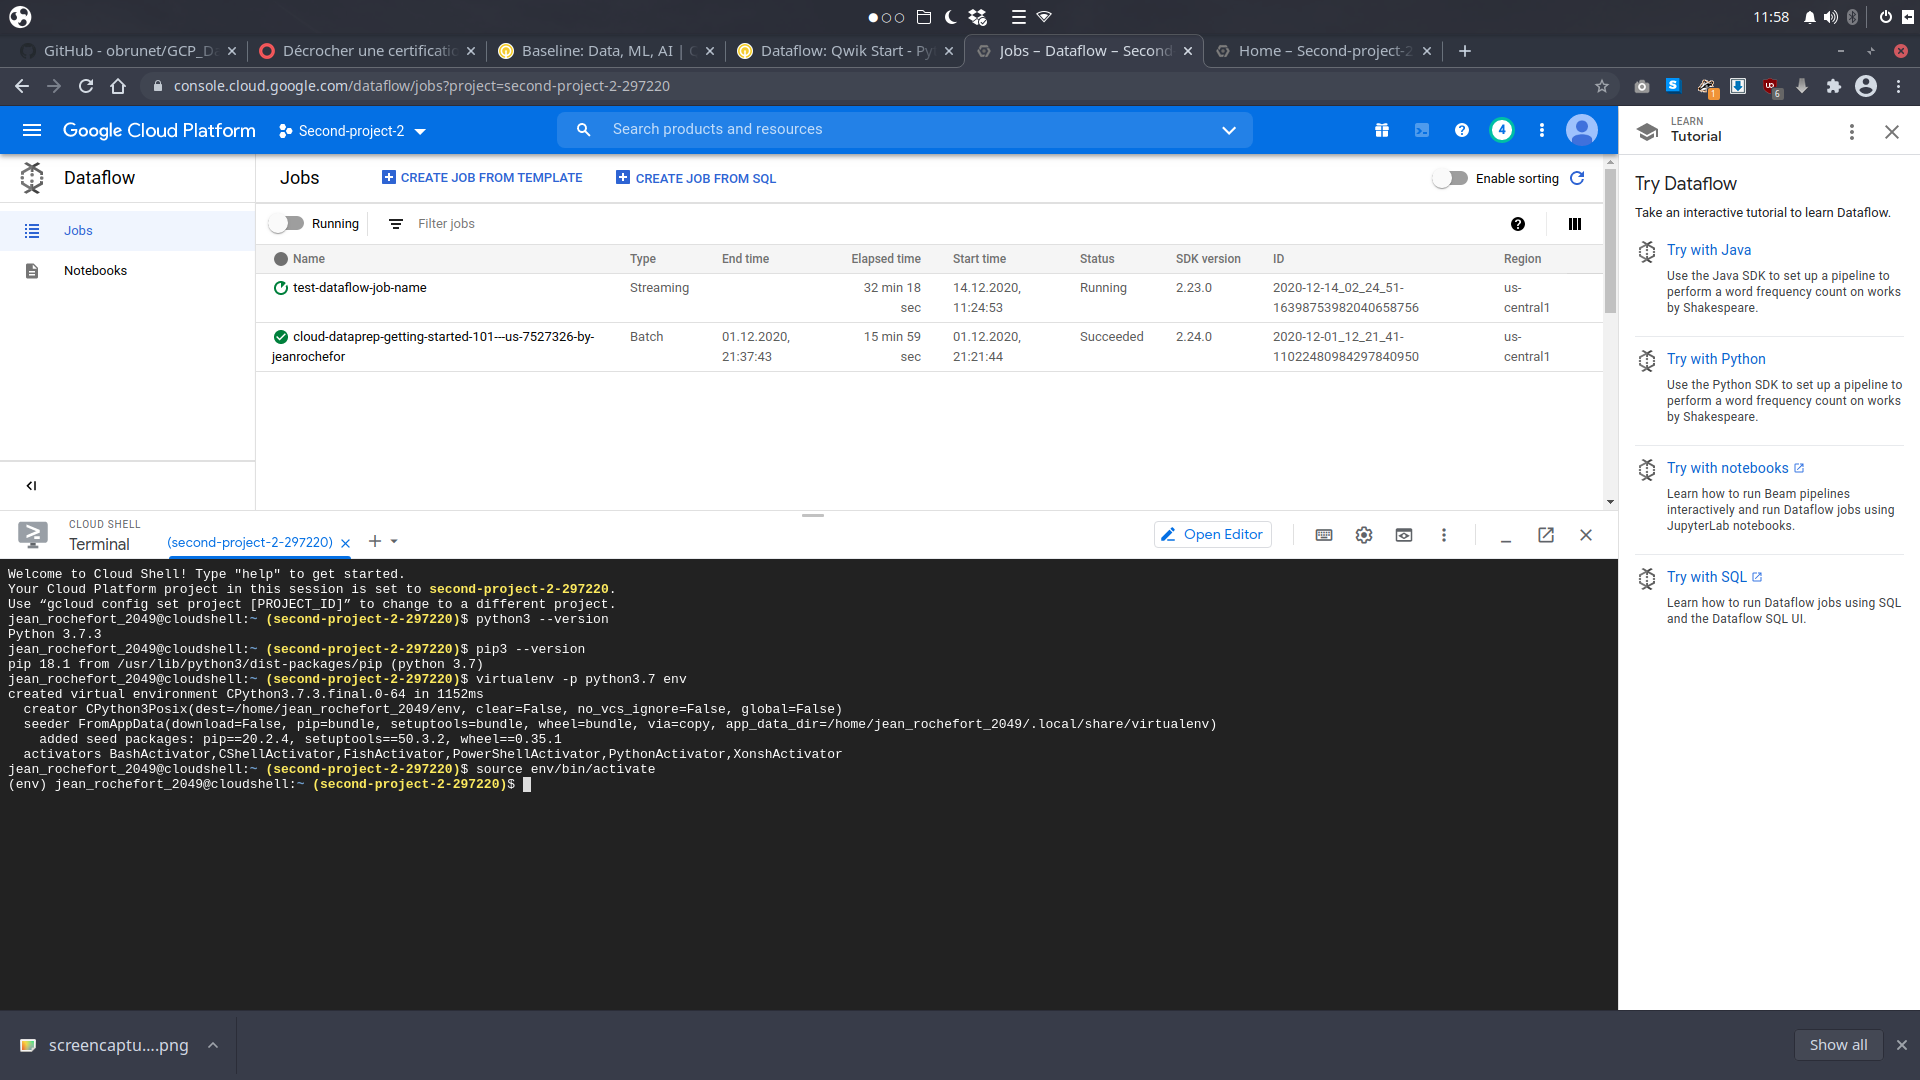 11:58
GitHub - obrunet/GCP_Da
Décrocher une certificatio
Baseline: Data, ML, AI |
Dataflow: Qwik Start - Py
Jobs – Dataflow – Second
Home – Second-project-2
console.cloud.google.com/dataflow/jobs?project=second-project-2-297220
1
6
Google Cloud Platform
Second-project-2
Search products and resources
4
LEARN
Tutorial
Dataflow
Jobs
CREATE JOB FROM TEMPLATE
CREATE JOB FROM SQL
Enable sorting
Jobs
Notebooks
Running
Filter jobs
Name Type End time Elapsed time Start time Status SDK version ID Region
test-dataflow-job-name Streaming 32 min 18 14.12.2020, Running 2.23.0 2020-12-14_02_24_51- us-
sec 11:24:53 16398753982040658756 central1
cloud-dataprep-getting-started-101---us-7527326-by- Batch 01.12.2020, 15 min 59 01.12.2020, Succeeded 2.24.0 2020-12-01_12_21_41- us-
jeanrochefor 21:37:43 sec 21:21:44 11022480984297840950 central1
Try Dataflow
Take an interactive tutorial to learn Dataflow.
Try with Java
Use the Java SDK to set up a pipeline to
perform a word frequency count on works
by Shakespeare.
Try with Python
Use the Python SDK to set up a pipeline to
perform a word frequency count on works
by Shakespeare.
Try with notebooks
Learn how to run Beam pipelines
interactively and run Dataflow jobs using
JupyterLab notebooks.
Try with SQL
Learn how to run Dataflow jobs using SQL
and the Dataflow SQL UI.
CLOUD SHELL
Terminal
(second-project-2-297220)
Open Editor
Welcome to Cloud Shell! Type "help" to get started.
Your Cloud Platform project in this session is set to second-project-2-297220.
Use “gcloud config set project [PROJECT_ID]” to change to a different project.
jean_rochefort_2049@cloudshell:~ (second-project-2-297220)$ python3 --version
Python 3.7.3
jean_rochefort_2049@cloudshell:~ (second-project-2-297220)$ pip3 --version
pip 18.1 from /usr/lib/python3/dist-packages/pip (python 3.7)
jean_rochefort_2049@cloudshell:~ (second-project-2-297220)$ virtualenv -p python3.7 env
created virtual environment CPython3.7.3.final.0-64 in 1152ms
creator CPython3Posix(dest=/home/jean_rochefort_2049/env, clear=False, no_vcs_ignore=False, global=False)
seeder FromAppData(download=False, pip=bundle, setuptools=bundle, wheel=bundle, via=copy, app_data_dir=/home/jean_rochefort_2049/.local/share/virtualenv)
added seed packages: pip==20.2.4, setuptools==50.3.2, wheel==0.35.1
activators BashActivator,CShellActivator,FishActivator,PowerShellActivator,PythonActivator,XonshActivator
jean_rochefort_2049@cloudshell:~ (second-project-2-297220)$ source env/bin/activate
(env) jean_rochefort_2049@cloudshell:~ (second-project-2-297220)$
screencaptu....png
Show all